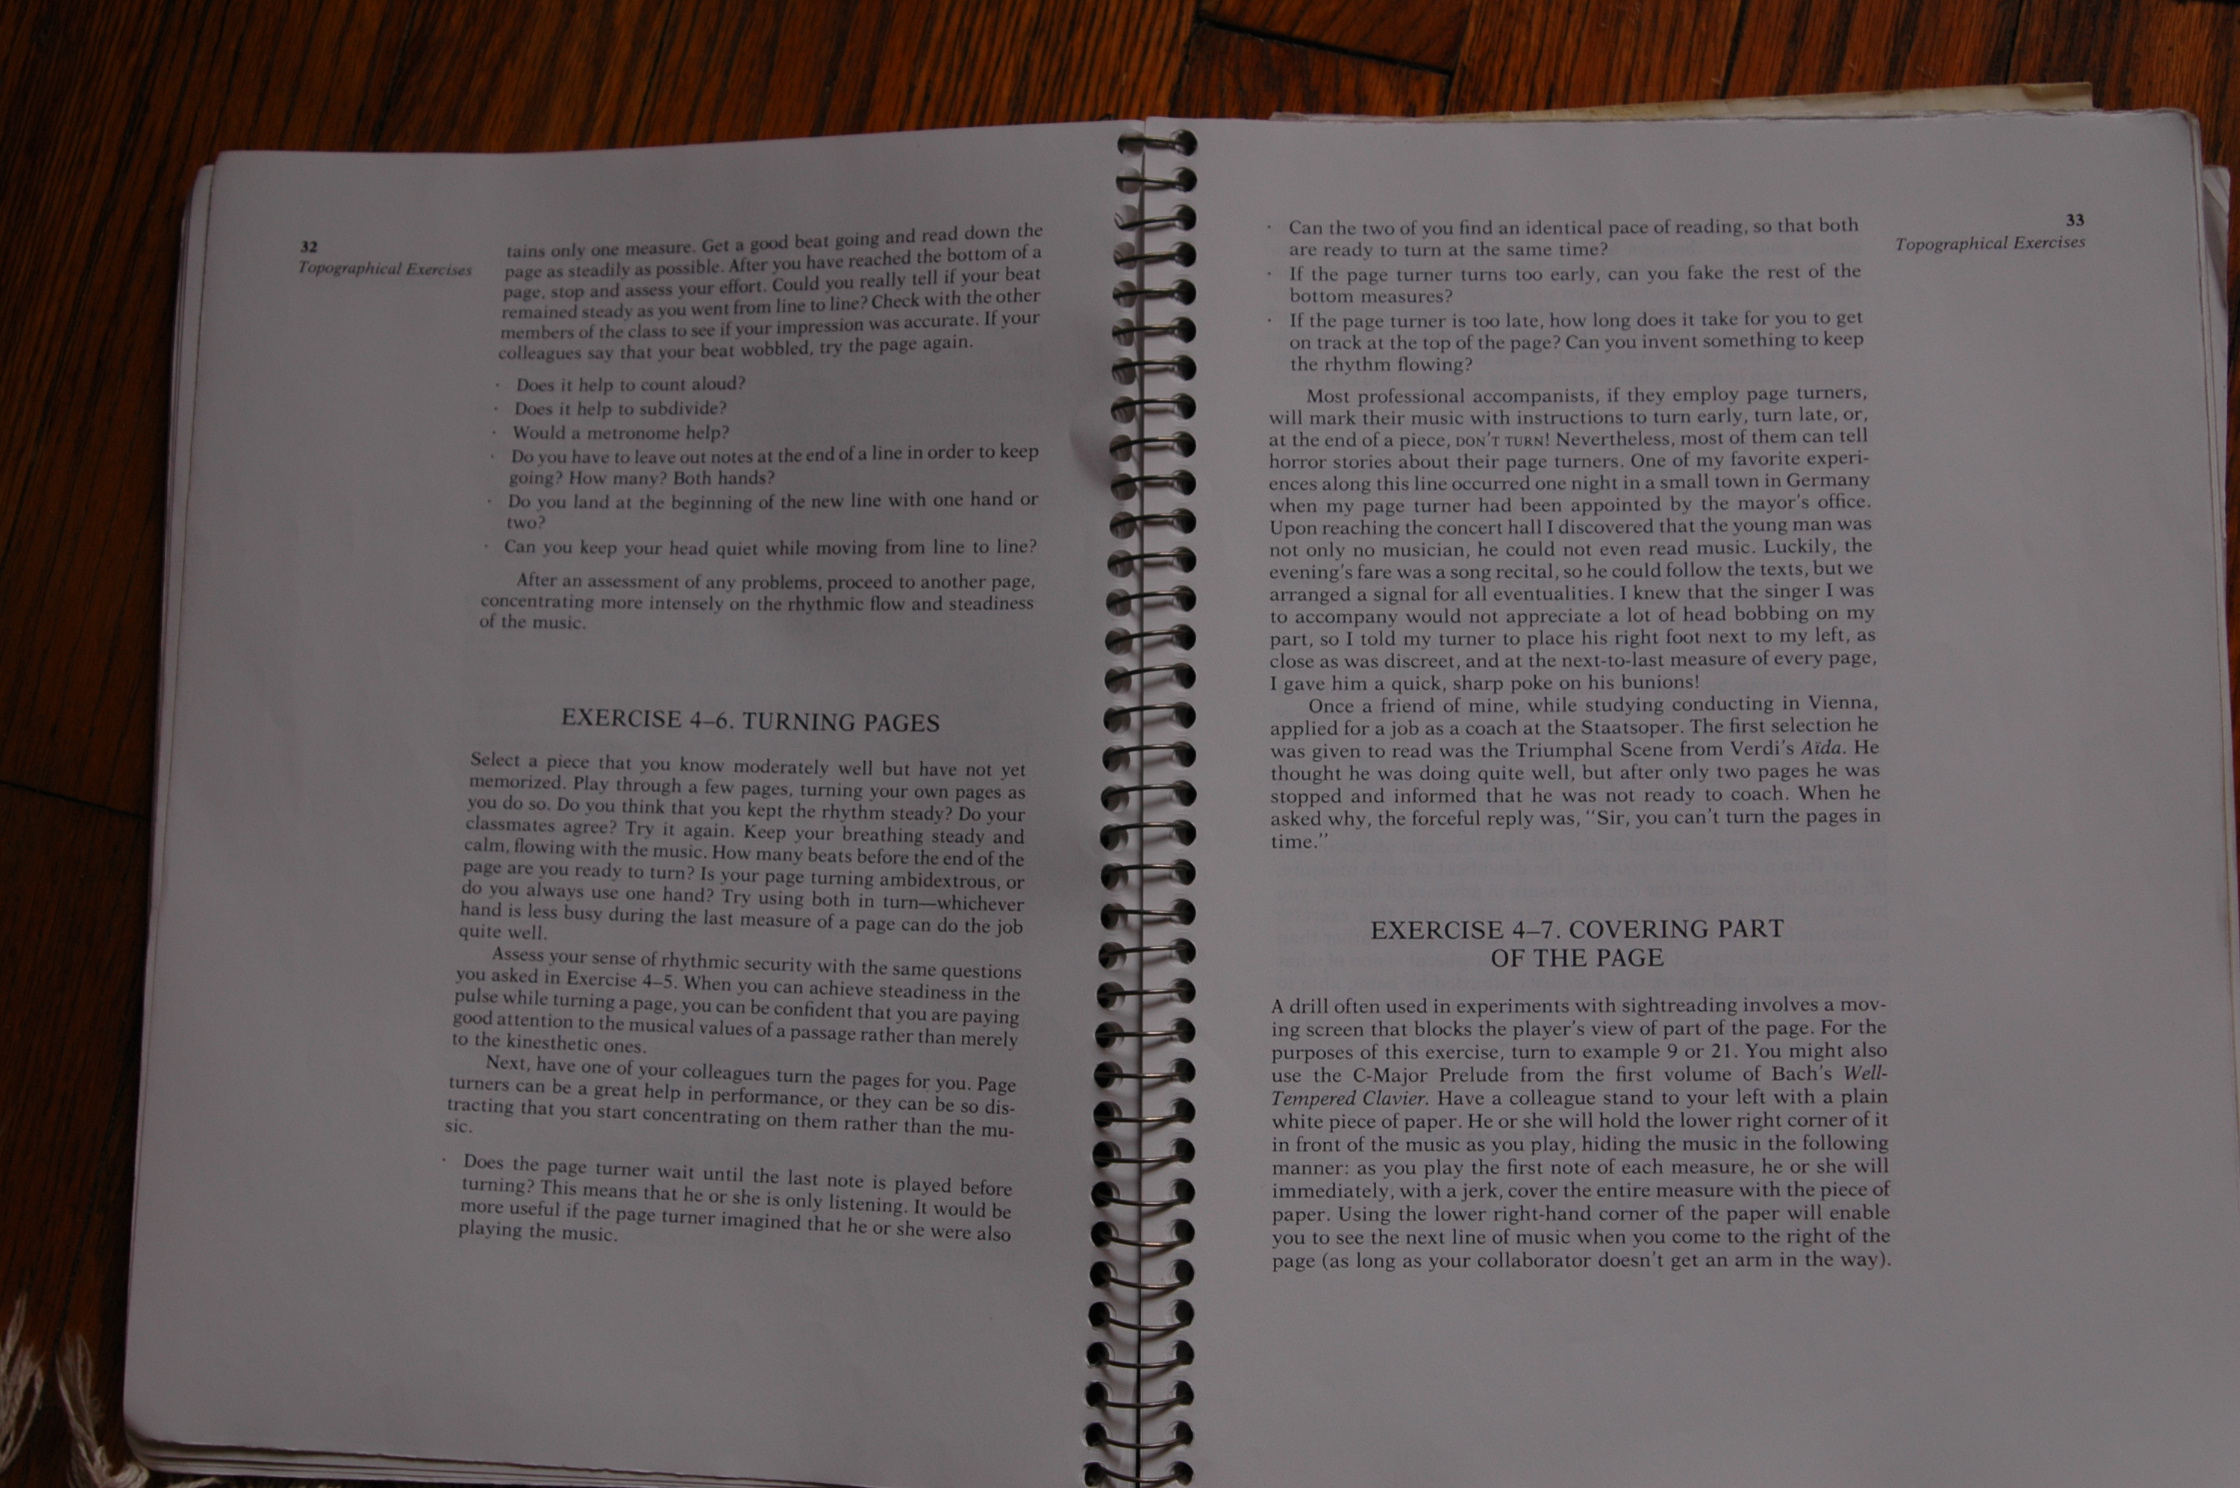 32
Topographical Exercises
tains only one measure. Get a good beat going and read down the
page as steadily as possible. After you have reached the bottom of a
page, stop and assess your effort. Could you really tell if your beat
remained steady as you went from line to line? Check with the other
members of the class to see if your impression was accurate. If your
colleagues say that your beat wobbled, try the page again.
· Does it help to count aloud?
· Does it help to subdivide?
· Would a metronome help?
· Do you have to leave out notes at the end of a line in order to keep
going? How many? Both hands?
· Do you land at the beginning of the new line with one hand or
two?
· Can you keep your head quiet while moving from line to line?
After an assessment of any problems, proceed to another page,
concentrating more intensely on the rhythmic flow and steadiness
of the music.
EXERCISE 4–6. TURNING PAGES
Select a piece that you know moderately well but have not yet
memorized. Play through a few pages, turning your own pages as
you do so. Do you think that you kept the rhythm steady? Do your
classmates agree? Try it again. Keep your breathing steady and
calm, flowing with the music. How many beats before the end of the
page are you ready to turn? Is your page turning ambidextrous, or
do you always use one hand? Try using both in turn—whichever
hand is less busy during the last measure of a page can do the job
quite well.
Assess your sense of rhythmic security with the same questions
you asked in Exercise 4–5. When you can achieve steadiness in the
pulse while turning a page, you can be confident that you are paying
good attention to the musical values of a passage rather than merely
to the kinesthetic ones.
Next, have one of your colleagues turn the pages for you. Page
turners can be a great help in performance, or they can be so dis-
tracting that you start concentrating on them rather than the mu-
sic.
· Does the page turner wait until the last note is played before
turning? This means that he or she is only listening. It would be
more useful if the page turner imagined that he or she were also
playing the music.
33
Topographical Exercises
· Can the two of you find an identical pace of reading, so that both
are ready to turn at the same time?
· If the page turner turns too early, can you fake the rest of the
bottom measures?
· If the page turner is too late, how long does it take for you to get
on track at the top of the page? Can you invent something to keep
the rhythm flowing?
Most professional accompanists, if they employ page turners,
will mark their music with instructions to turn early, turn late, or,
at the end of a piece, DON'T TURN! Nevertheless, most of them can tell
horror stories about their page turners. One of my favorite experi-
ences along this line occurred one night in a small town in Germany
when my page turner had been appointed by the mayor's office.
Upon reaching the concert hall I discovered that the young man was
not only no musician, he could not even read music. Luckily, the
evening's fare was a song recital, so he could follow the texts, but we
arranged a signal for all eventualities. I knew that the singer I was
to accompany would not appreciate a lot of head bobbing on my
part, so I told my turner to place his right foot next to my left, as
close as was discreet, and at the next-to-last measure of every page,
I gave him a quick, sharp poke on his bunions!
Once a friend of mine, while studying conducting in Vienna,
applied for a job as a coach at the Staatsoper. The first selection he
was given to read was the Triumphal Scene from Verdi's Aïda. He
thought he was doing quite well, but after only two pages he was
stopped and informed that he was not ready to coach. When he
asked why, the forceful reply was, "Sir, you can't turn the pages in
time."
EXERCISE 4–7. COVERING PART
OF THE PAGE
A drill often used in experiments with sightreading involves a mov-
ing screen that blocks the player's view of part of the page. For the
purposes of this exercise, turn to example 9 or 21. You might also
use the C-Major Prelude from the first volume of Bach's Well-
Tempered Clavier. Have a colleague stand to your left with a plain
white piece of paper. He or she will hold the lower right corner of it
in front of the music as you play, hiding the music in the following
manner: as you play the first note of each measure, he or she will
immediately, with a jerk, cover the entire measure with the piece of
paper. Using the lower right-hand corner of the paper will enable
you to see the next line of music when you come to the right of the
page (as long as your collaborator doesn't get an arm in the way).